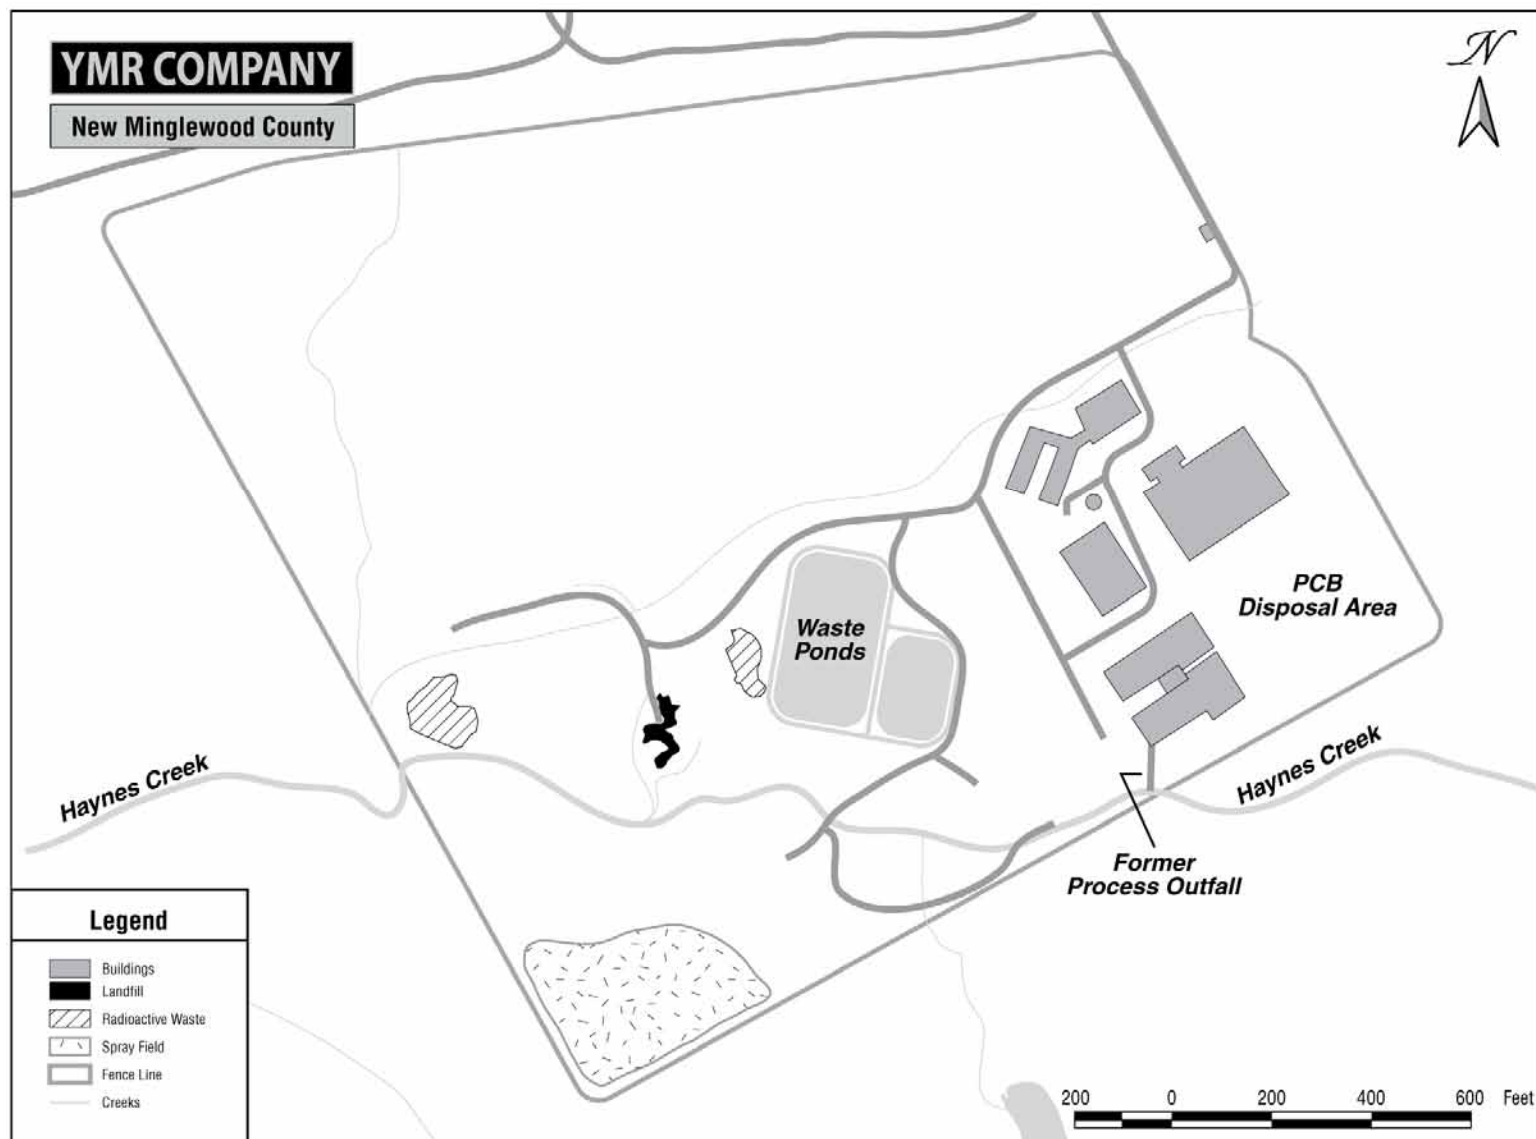 YMR COMPANY
New Minglewood County
N
Waste
Ponds
PCB
Disposal Area
Haynes Creek
Haynes Creek
Former
Process Outfall
Legend
Buildings
Landfill
Radioactive Waste
Spray Field
Fence Line
Creeks
200 0 200 400 600 Feet